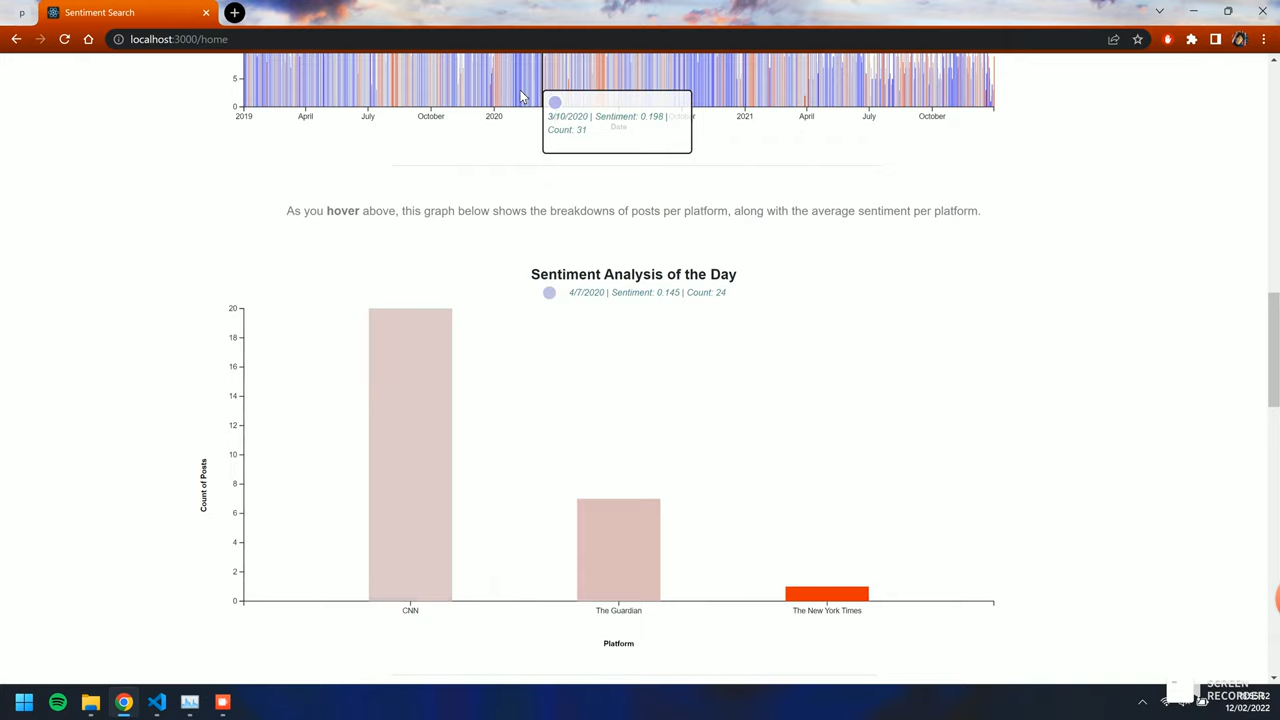 p
Sentiment Search
localhost:3000/home
5
0
2019
April
July
October
2020
October
2021
April
July
October
Date
3/10/2020 | Sentiment: 0.198 |
Count: 31
As you hover above, this graph below shows the breakdowns of posts per platform, along with the average sentiment per platform.
Sentiment Analysis of the Day
4/7/2020 | Sentiment: 0.145 | Count: 24
20
18
16
14
12
10
8
6
4
2
0
Count of Posts
CNN
The Guardian
The New York Times
Platform
SCREEN
RECORDER
12/02/2022